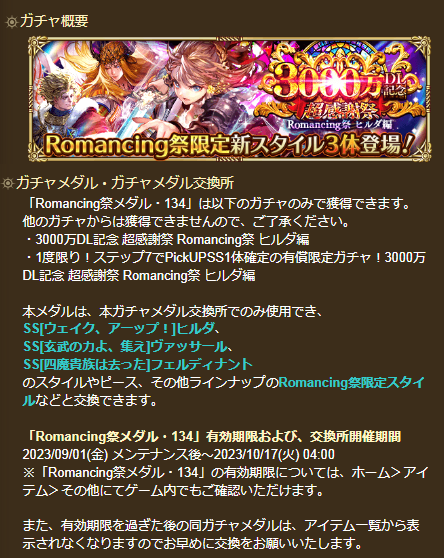 ガチャ概要
3000万DL記念
超感謝祭
Romancing祭 ヒルダ編
Romancing祭限定新スタイル3体登場!
ガチャメダル・ガチャメダル交換所
「Romancing祭メダル・134」は以下のガチャのみで獲得できます。
他のガチャからは獲得できませんので、ご了承ください。
・3000万DL記念 超感謝祭 Romancing祭 ヒルダ編
・1度限り！ステップ7でPickUPSS1体確定の有償限定ガチャ！3000万
DL記念 超感謝祭 Romancing祭 ヒルダ編
本メダルは、本ガチャメダル交換所でのみ使用でき、
SS[ウェイク、アーップ！]ヒルダ、
SS[玄武の力よ、集え]ヴァッサール、
SS[四魔貴族は去った]フェルディナント
のスタイルやピース、その他ラインナップのRomancing祭限定スタイ
ルなどと交換できます。
「Romancing祭メダル・134」有効期限および、交換所開催期間
2023/09/01(金) メンテナンス後～2023/10/17(火) 04:00
※「Romancing祭メダル・134」の有効期限については、ホーム＞アイ
テム＞その他にてゲーム内でもご確認いただけます。
また、有効期限を過ぎた後の同ガチャメダルは、アイテム一覧から表
示されなくなりますのでお早めに交換をお願いいたします。